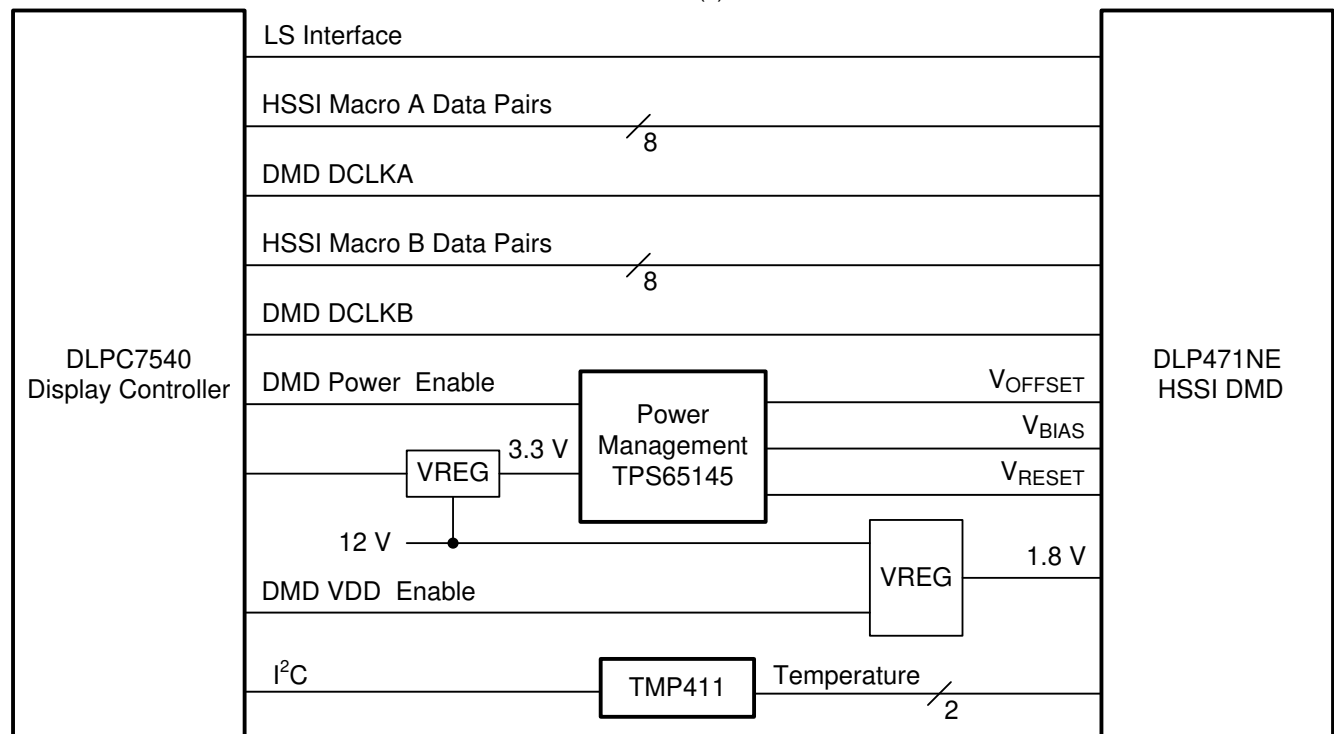 LS Interface
HSSI Macro A Data Pairs
8
DMD DCLKA
HSSI Macro B Data Pairs
8
DMD DCLKB
DLPC7540
Display Controller
DLP471NE
HSSI DMD
DMD Power Enable
Power
Management
TPS65145
VOFFSET
VBIAS
VRESET
VREG
3.3 V
12 V
VREG
1.8 V
DMD VDD Enable
I²C
TMP411
Temperature
2